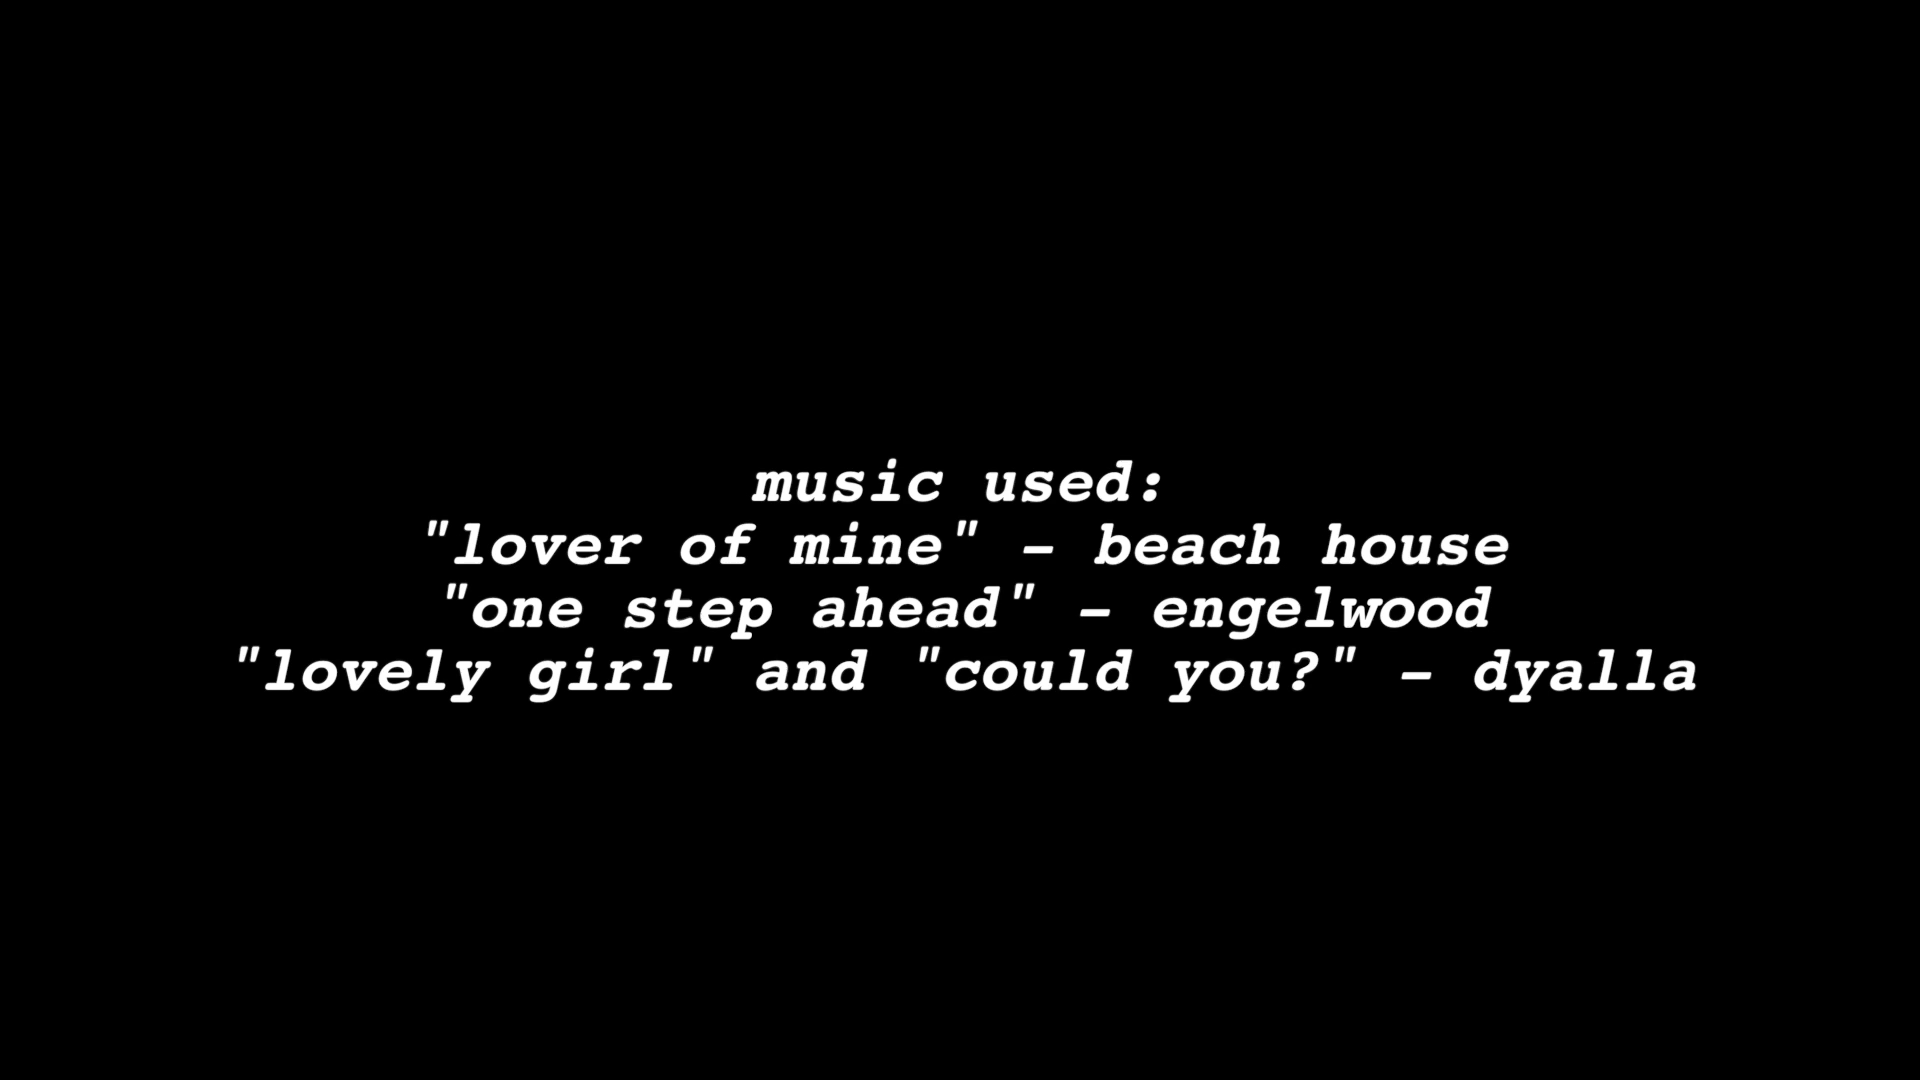 music used:
"lover of mine" - beach house
"one step ahead" - engelwood
"lovely girl" and "could you?" - dyalla